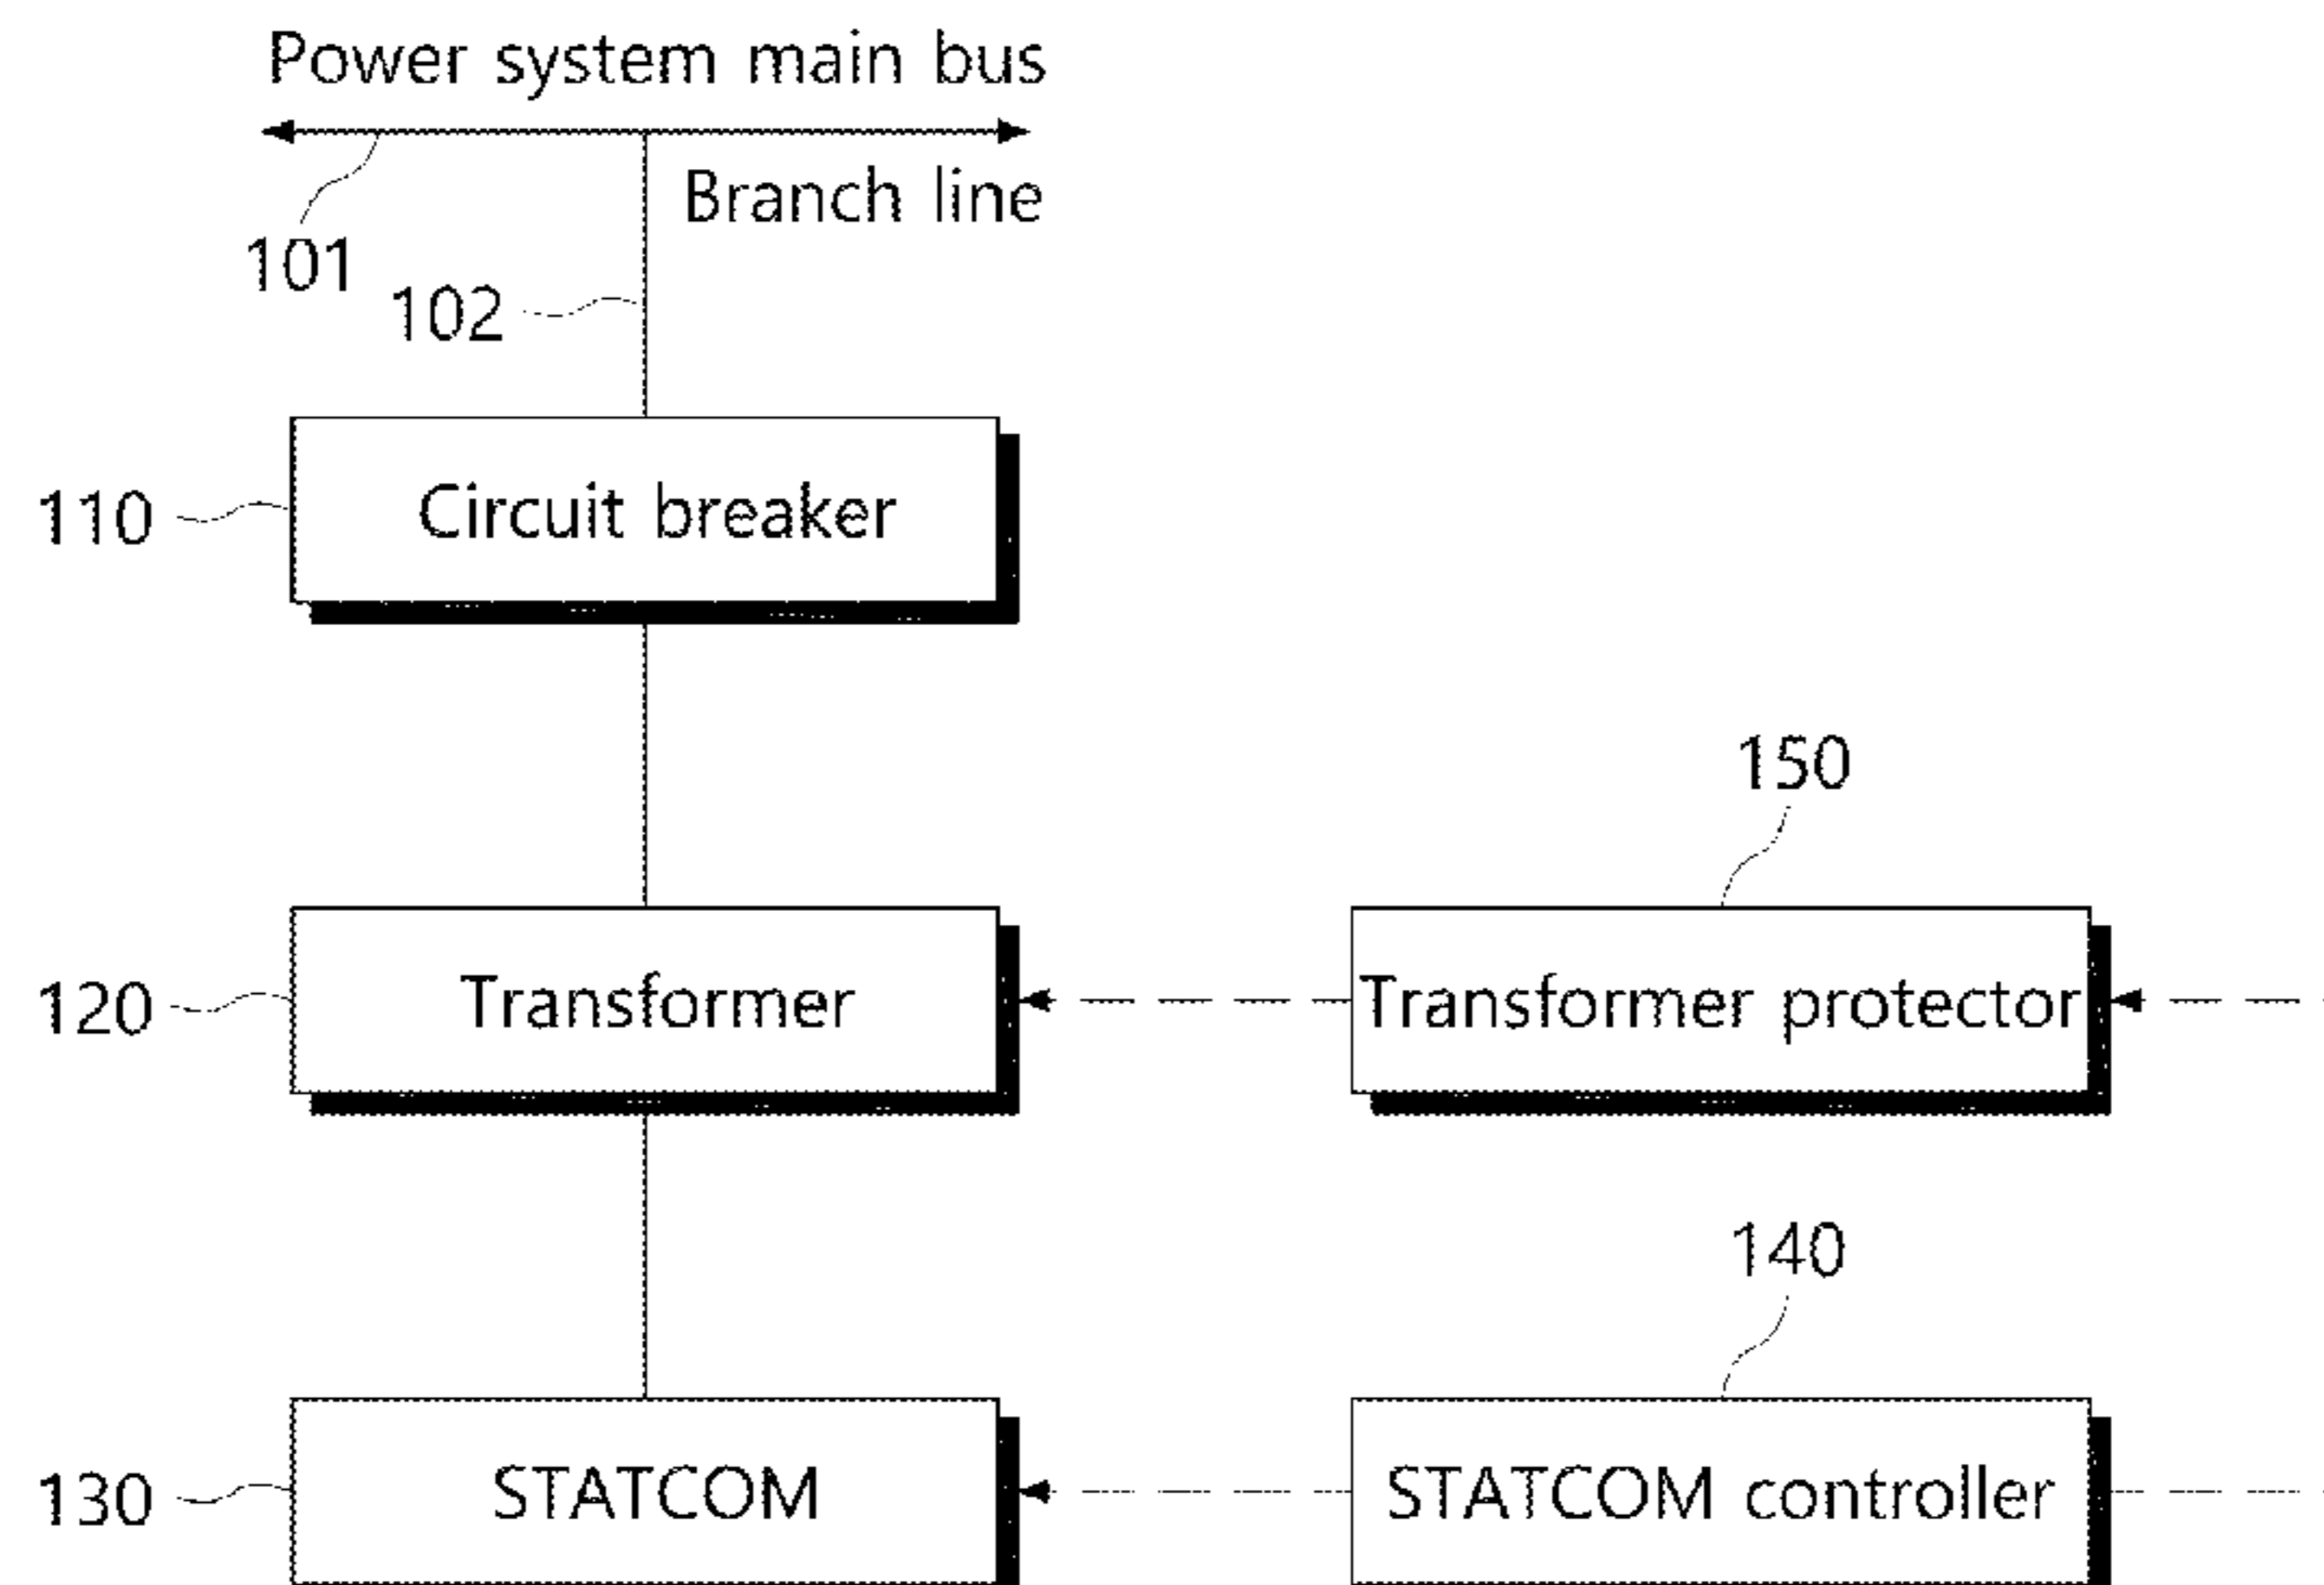 Power system main bus
Branch line
101
102
110
Circuit breaker
150
120
Transformer
Transformer protector
140
130
STATCOM
STATCOM controller